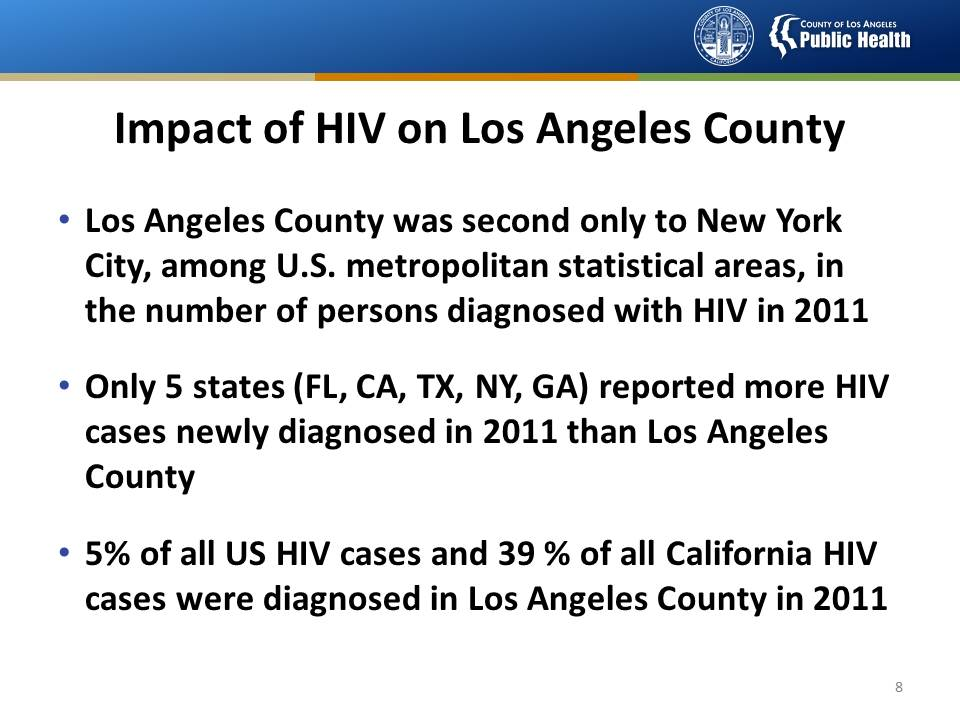 COUNTY OF LOS ANGELES
Public Health
Impact of HIV on Los Angeles County
• Los Angeles County was second only to New York
City, among U.S. metropolitan statistical areas, in
the number of persons diagnosed with HIV in 2011
• Only 5 states (FL, CA, TX, NY, GA) reported more HIV
cases newly diagnosed in 2011 than Los Angeles
County
• 5% of all US HIV cases and 39 % of all California HIV
cases were diagnosed in Los Angeles County in 2011
8